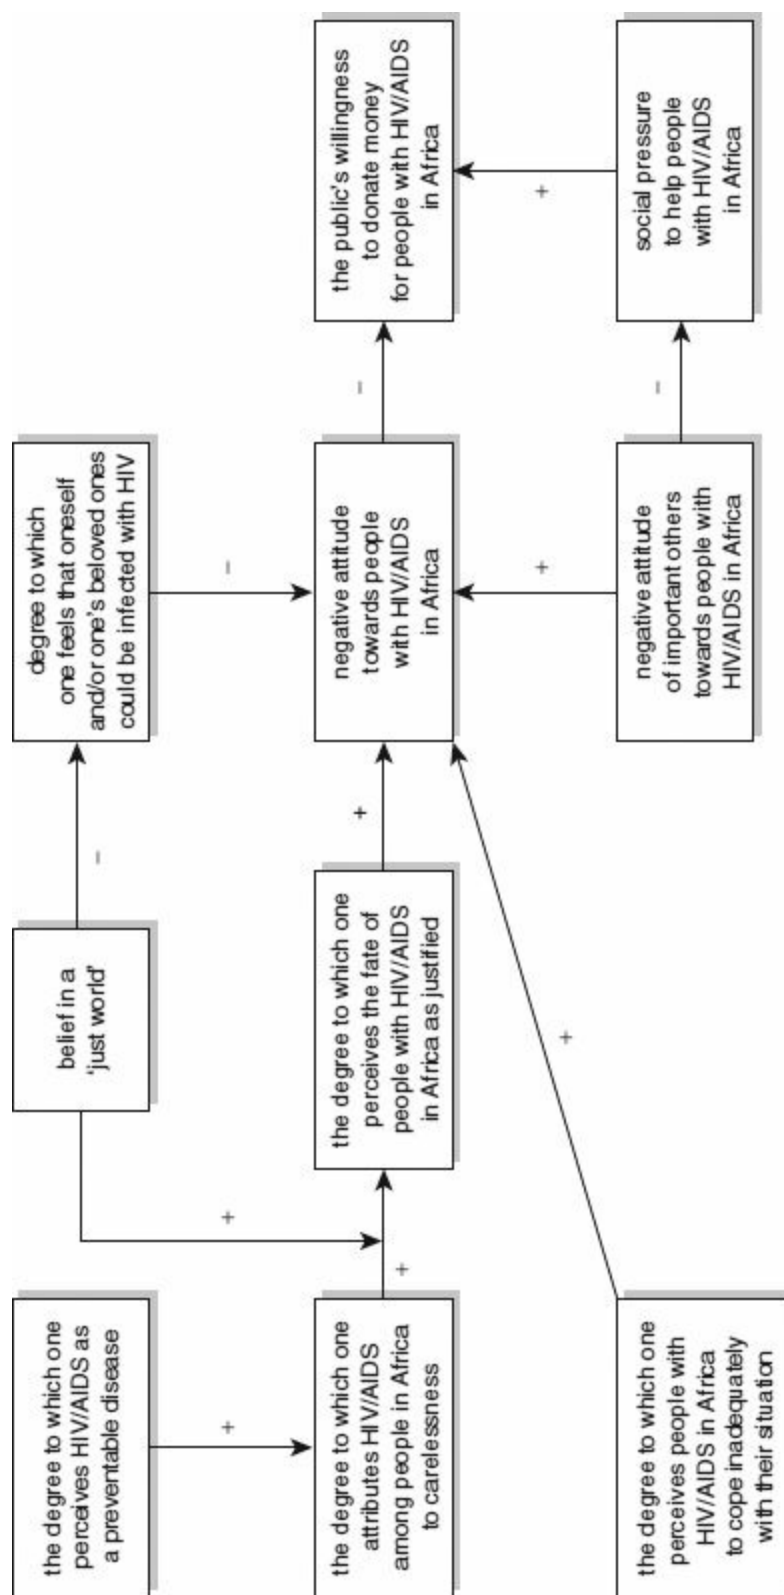 the degree to which one
perceives HIV/AIDS as
a preventable disease
+
the degree to which one
attributes HIV/AIDS
among people in Africa
to carelessness
+
the degree to which one
perceives people with
HIV/AIDS in Africa
to cope inadequately
with their situation
belief in a
‘just world’
+
–
the degree to which one
perceives the fate of
people with HIV/AIDS
in Africa as justified
+
+
degree to which
one feels that oneself
and/or one's beloved ones
could be infected with HIV
–
negative attitude
towards people
with HIV/AIDS
in Africa
–
+
negative attitude
of important others
towards people with
HIV/AIDS in Africa
–
the public's willingness
to donate money
for people with HIV/AIDS
in Africa
+
social pressure
to help people
with HIV/AIDS
in Africa